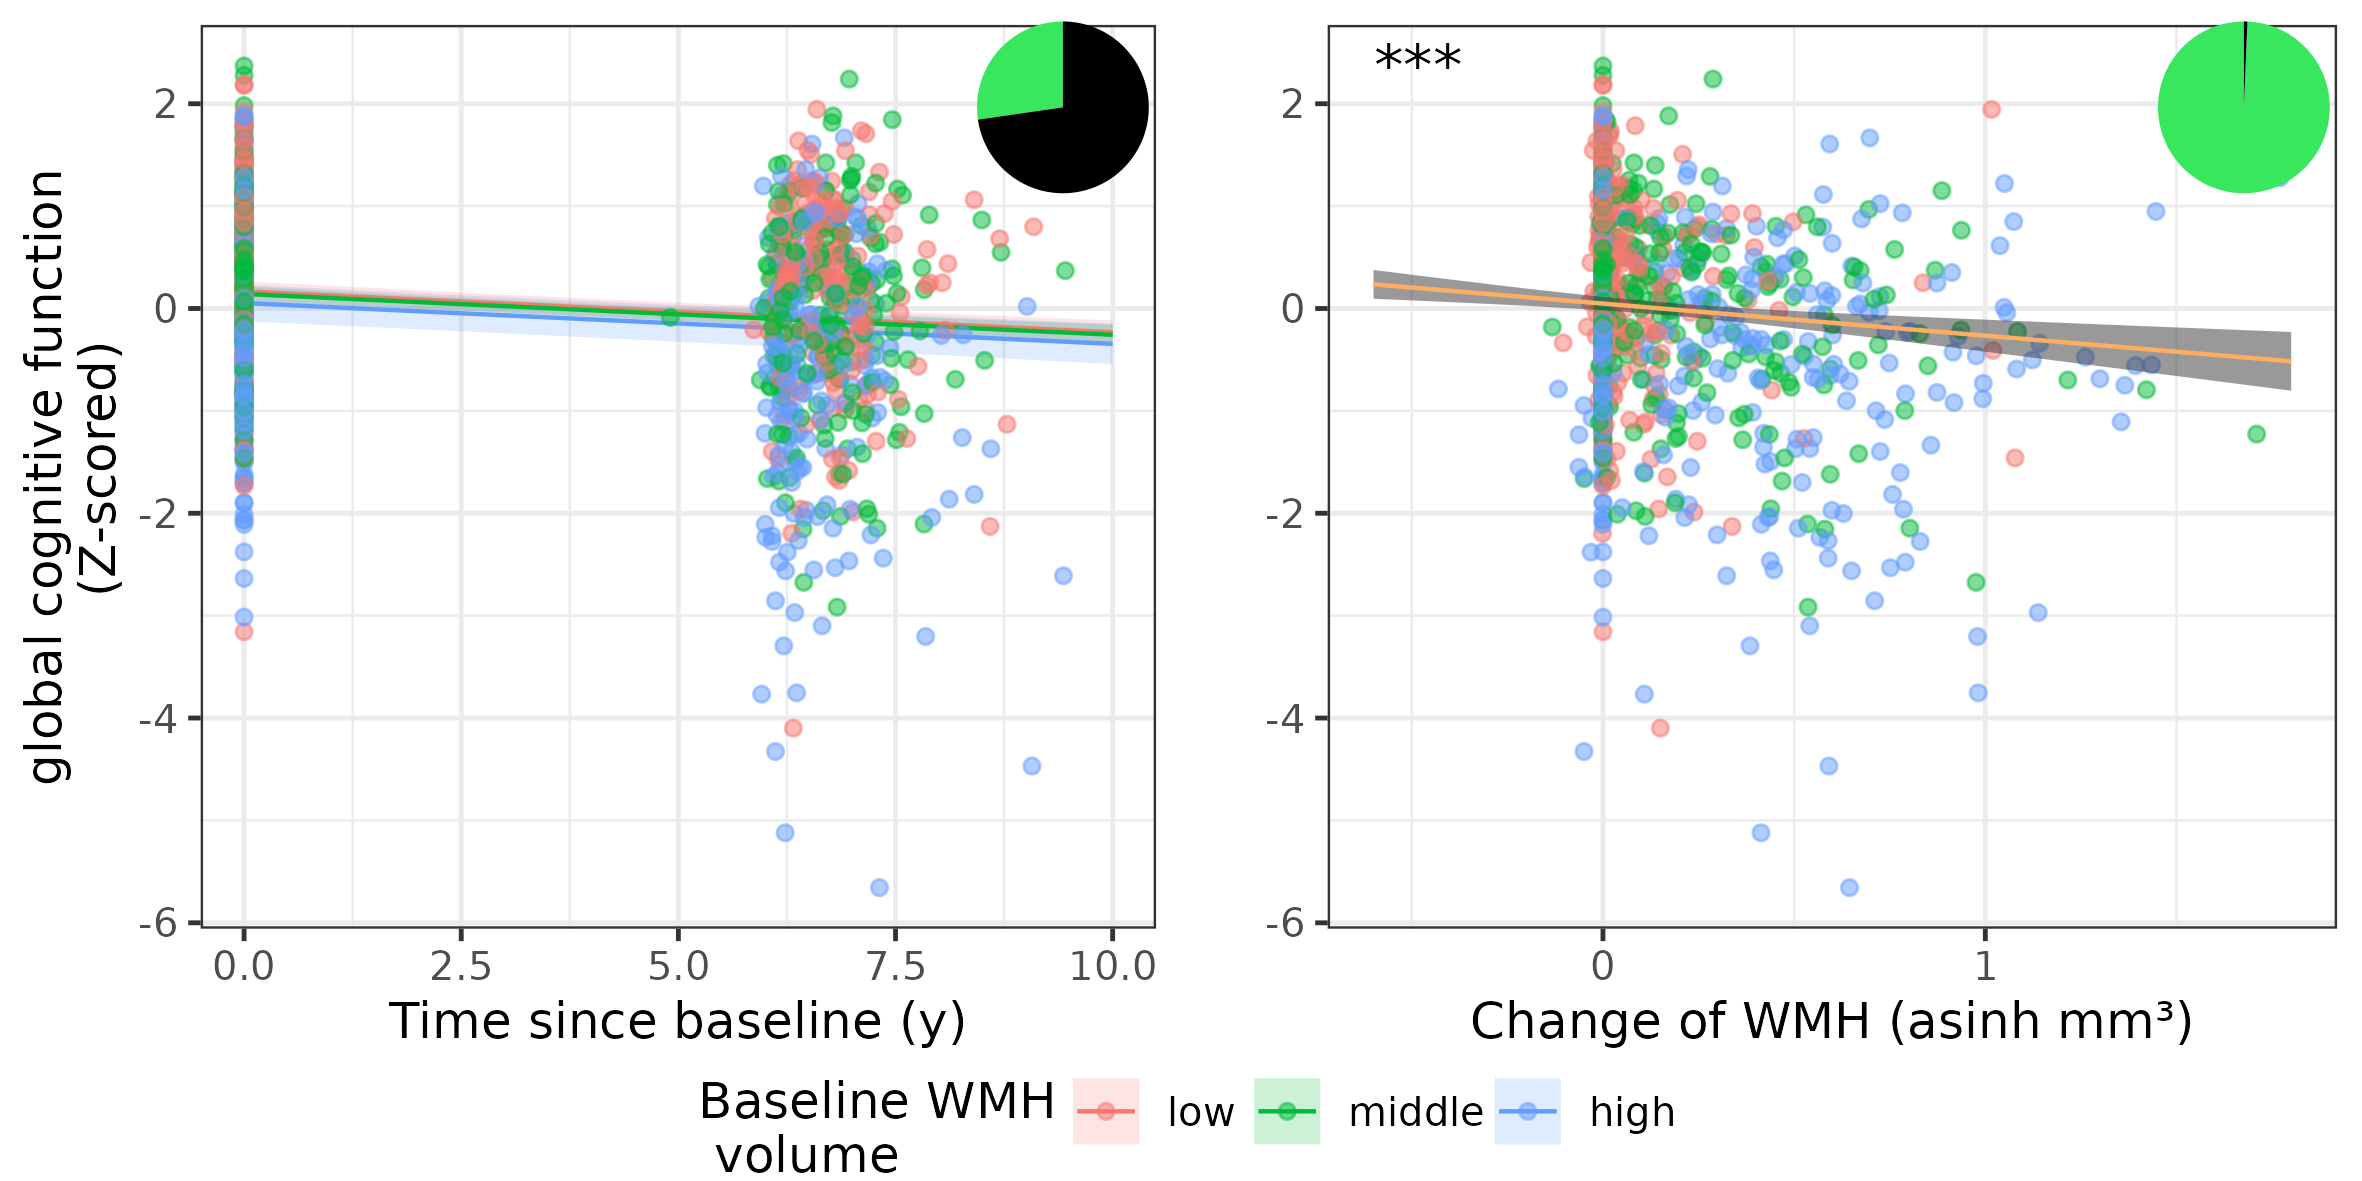 global cognitive function
(Z-scored)
2
0
-2
-4
-6
0.0
2.5
5.0
7.5
10.0
Time since baseline (y)
***
2
0
-2
-4
-6
0
1
Change of WMH (asinh mm³)
Baseline WMH
volume
low
middle
high